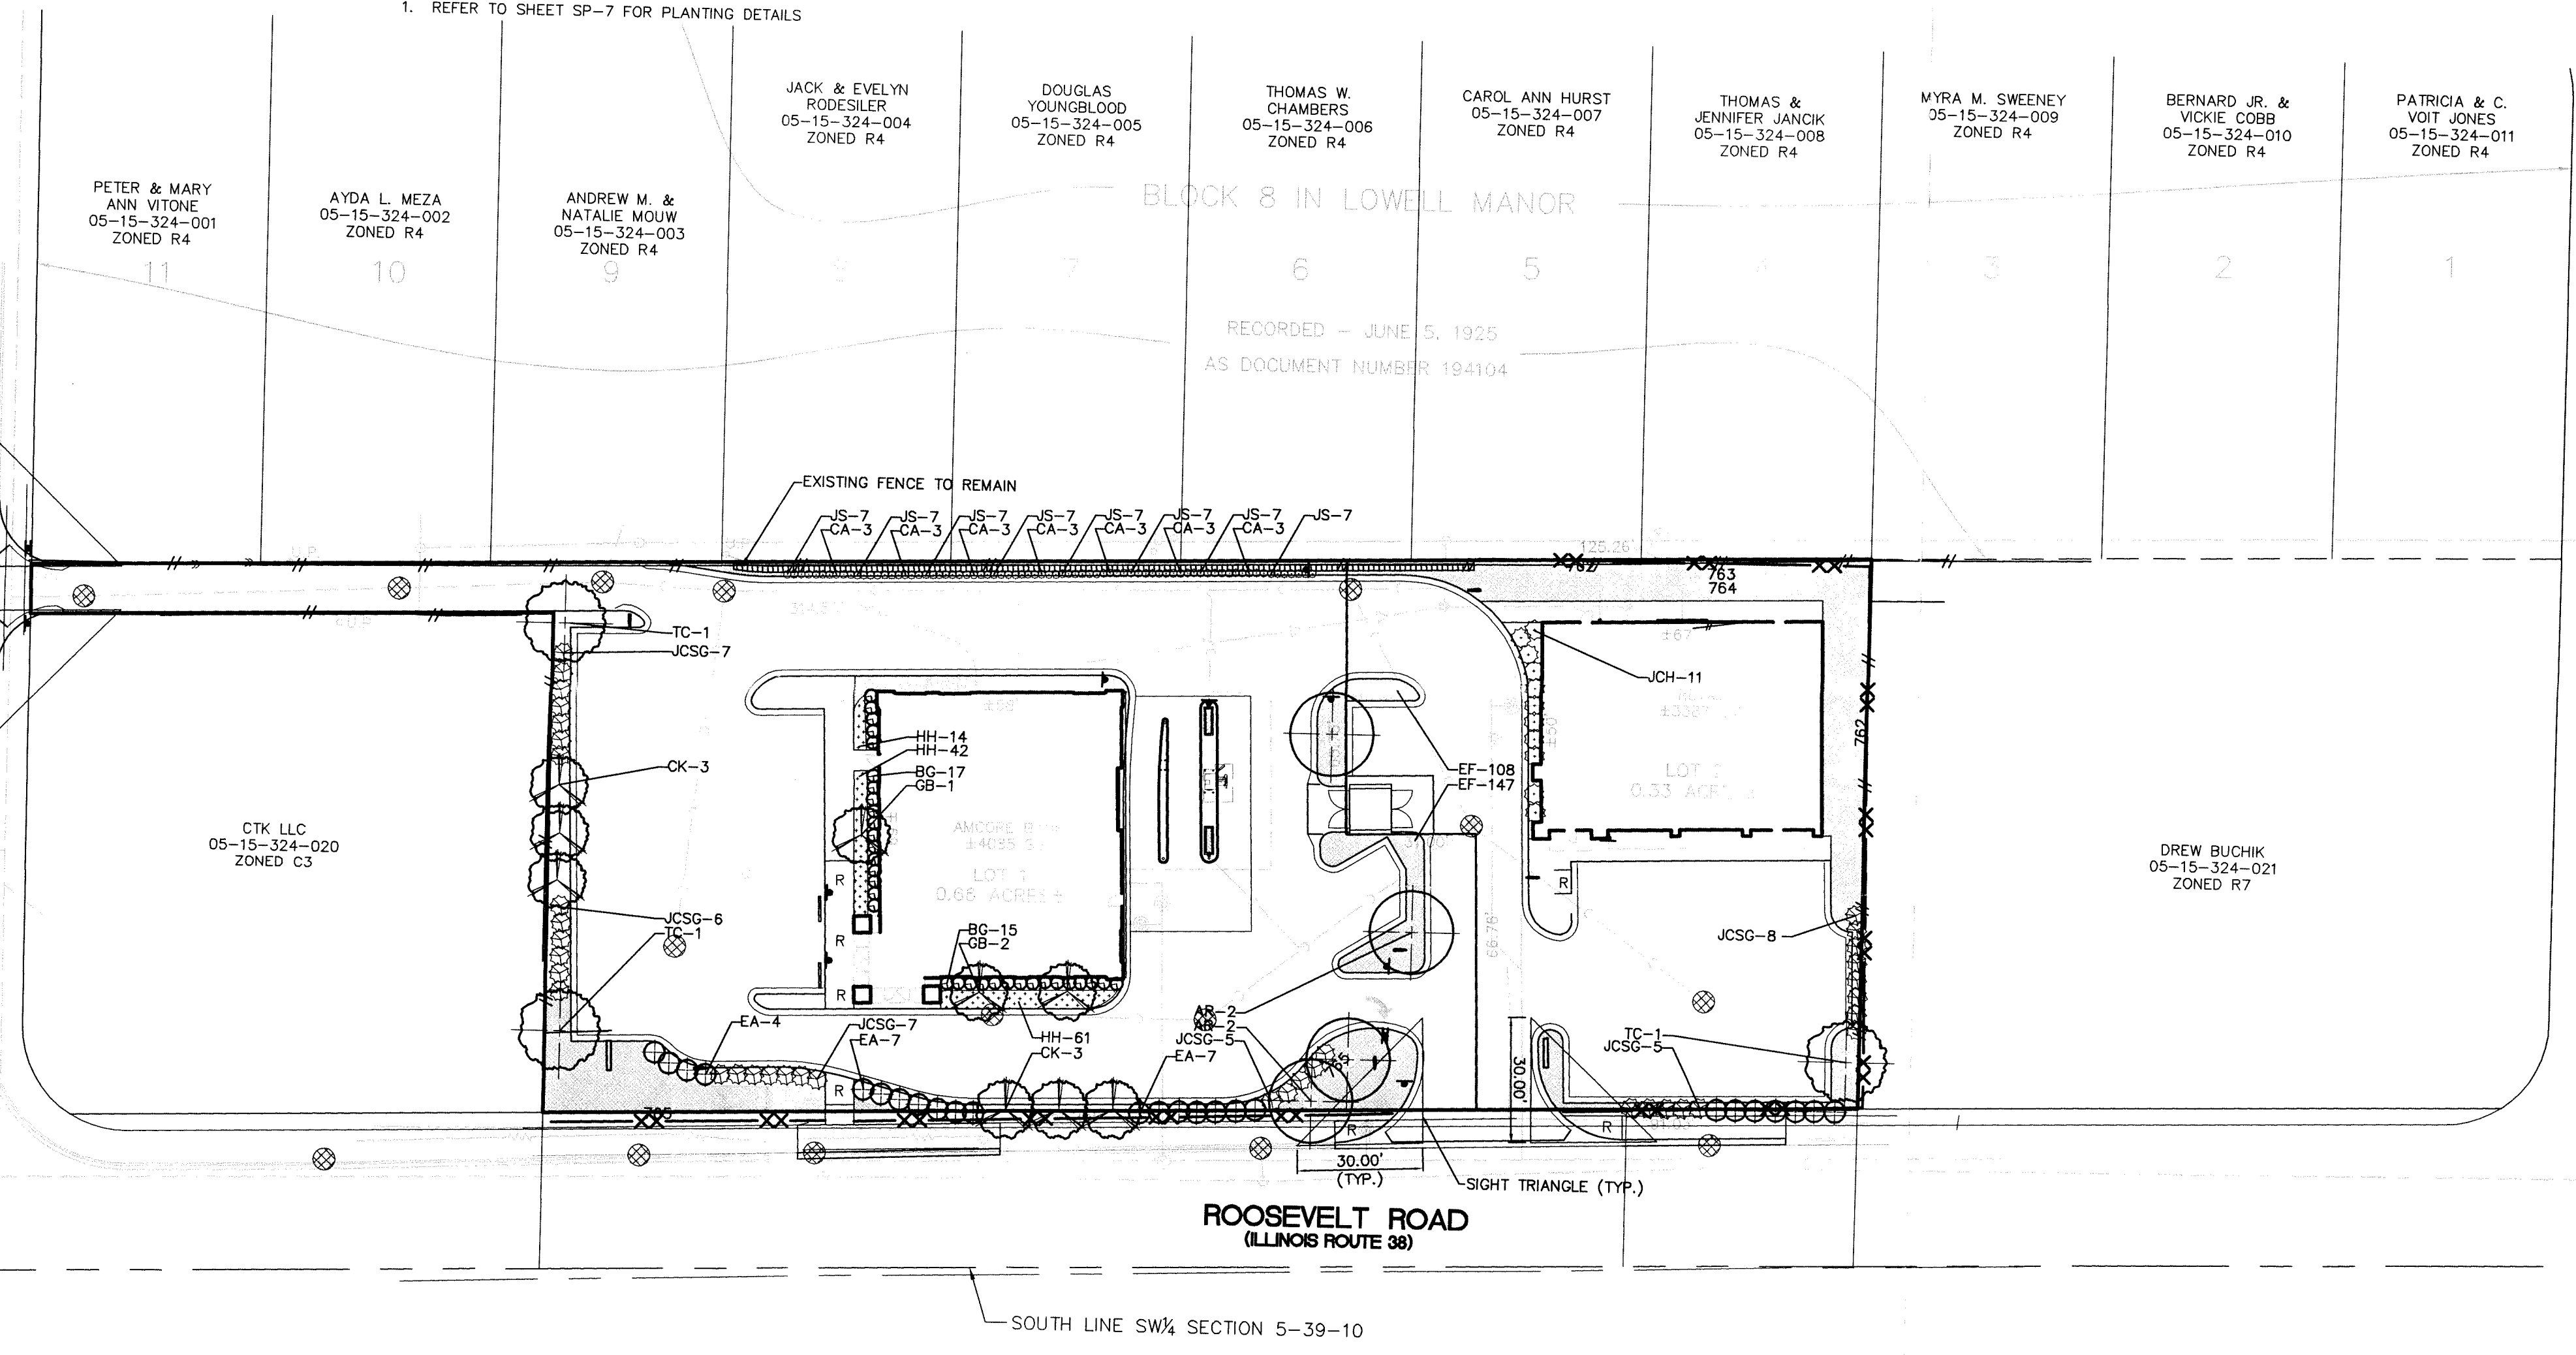 1. REFER TO SHEET SP-7 FOR PLANTING DETAILS
JACK & EVELYN
RODESILER
05-15-324-004
ZONED R4
DOUGLAS
YOUNGBLOOD
05-15-324-005
ZONED R4
THOMAS W.
CHAMBERS
05-15-324-006
ZONED R4
CAROL ANN HURST
05-15-324-007
ZONED R4
THOMAS &
JENNIFER JANCIK
05-15-324-008
ZONED R4
MYRA M. SWEENEY
05-15-324-009
ZONED R4
BERNARD JR. &
VICKIE COBB
05-15-324-010
ZONED R4
PATRICIA & C.
VOIT JONES
05-15-324-011
ZONED R4
PETER & MARY
ANN VITONE
05-15-324-001
ZONED R4
AYDA L. MEZA
05-15-324-002
ZONED R4
ANDREW M. &
NATALIE MOUW
05-15-324-003
ZONED R4
BLOCK 8 IN LOWELL MANOR
11
10
9
8
7
6
5
4
3
2
1
RECORDED - JUNE 5, 1925
AS DOCUMENT NUMBER 194104
EXISTING FENCE TO REMAIN
JS-7
JS-7
JS-7
JS-7
JS-7
JS-7
JS-7
JS-7
CA-3
CA-3
CA-3
CA-3
CA-3
CA-3
CA-3
125.26'
762
763
764
TC-1
JCSG-7
±67'
JCH-11
±58'
HH-14
HH-42
BG-17
GB-1
CK-3
EF-108
EF-147
±50'
762
LOT 2
0.33 ACRES
CTK LLC
05-15-324-020
ZONED C3
AMCORE BANK
±4085
LOT 1
0.66 ACRES±
DREW BUCHIK
05-15-324-021
ZONED R7
R
R
R
R
JCSG-6
TC-1
BG-15
GB-2
66.76'
JCSG-8
EA-4
JCSG-7
EA-7
HH-61
CK-3
AR-2
AR-2
JCSG-5
EA-7
765
30.00'
TC-1
JCSG-5
R
765
R
R
30.00'
(TYP.)
SIGHT TRIANGLE (TYP.)
ROOSEVELT ROAD
(ILLINOIS ROUTE 38)
SOUTH LINE SW¼ SECTION 5-39-10